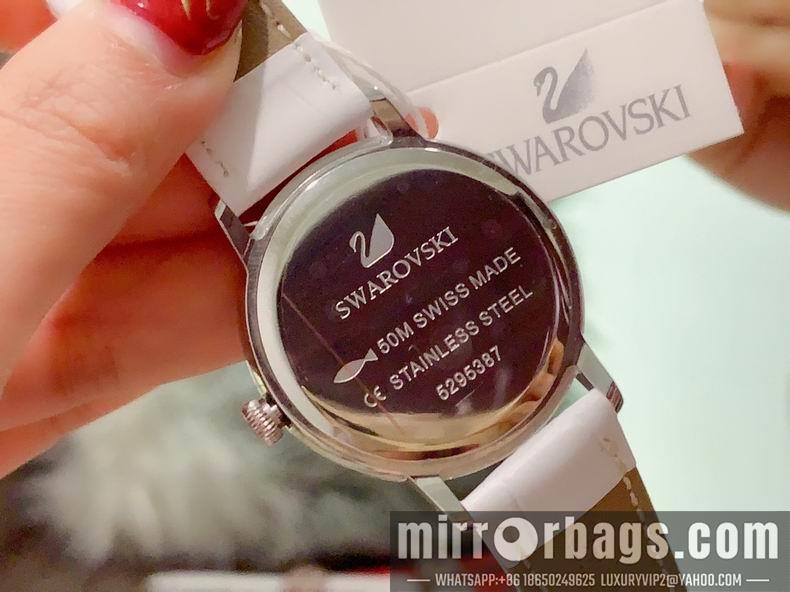 SWAROVSKI
SWAROVSKI
50M SWISS MADE
CE STAINLESS STEEL
5295387
mirrorbags.com
WHATSAPP:+86 18650249625 LUXURYVIP2@YAHOO.COM